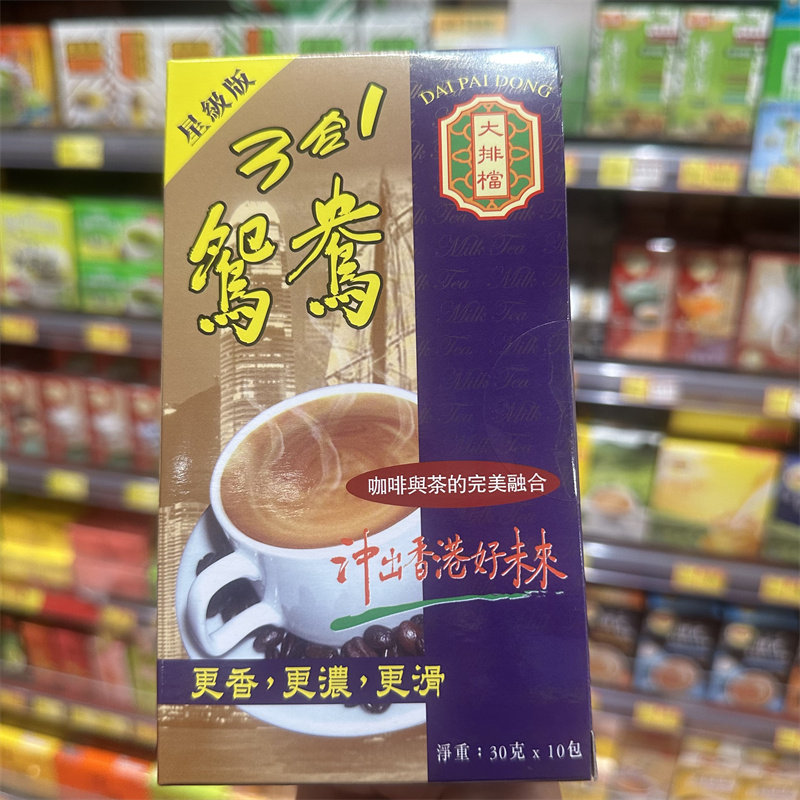 星級版
3合1
鴛鴦
DAI PAI DONG
大排檔
Milk Tea
咖啡與茶的完美融合
沖出香港好未來
更香，更濃，更滑
淨重：30克 x 10包